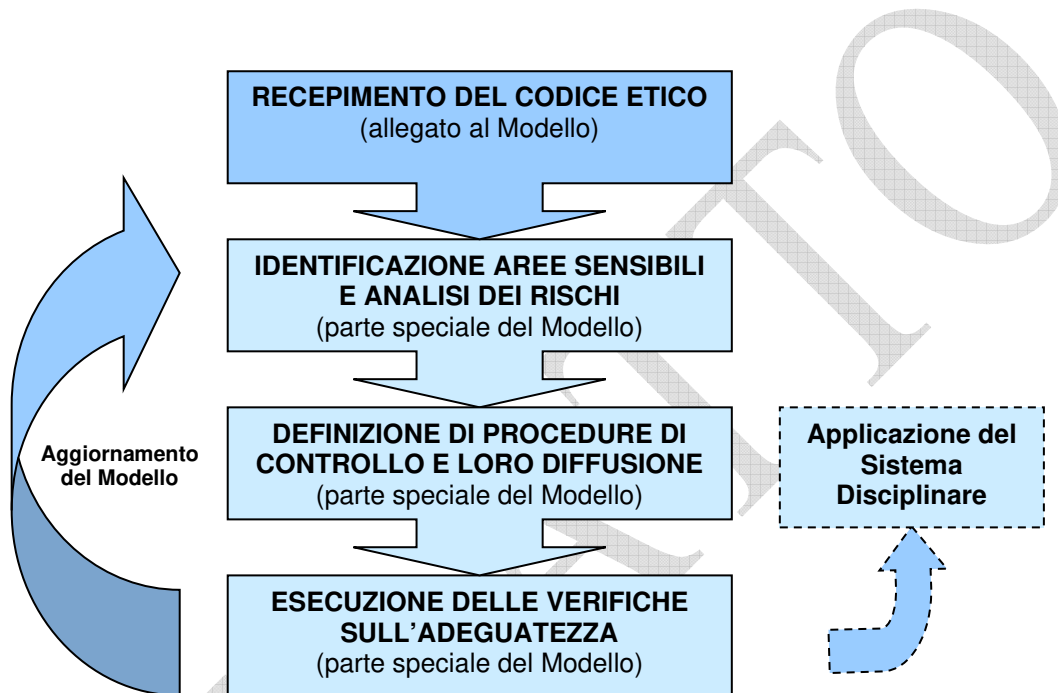 RECEPIMENTO DEL CODICE ETICO
(allegato al Modello)
IDENTIFICAZIONE AREE SENSIBILI
E ANALISI DEI RISCHI
(parte speciale del Modello)
Aggiornamento
del Modello
DEFINIZIONE DI PROCEDURE DI
CONTROLLO E LORO DIFFUSIONE
(parte speciale del Modello)
Applicazione del
Sistema
Disciplinare
ESECUZIONE DELLE VERIFICHE
SULL'ADEGUATEZZA
(parte speciale del Modello)